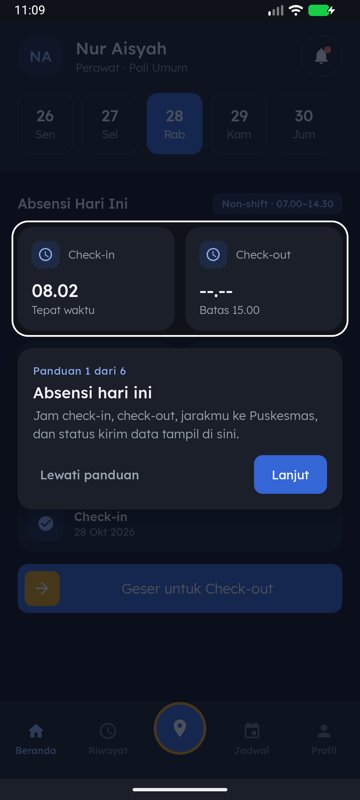 11:09
NA
Nur Aisyah
Perawat · Poli Umum
26
Sen
27
Sel
28
Rab
29
Kam
30
Jum
Absensi Hari Ini
Non-shift · 07.00–14.30
Check-in
08.02
Tepat waktu
Check-out
--.--
Batas 15.00
Panduan 1 dari 6
Absensi hari ini
Jam check-in, check-out, jarakmu ke Puskesmas,
dan status kirim data tampil di sini.
Lewati panduan
Lanjut
Check-in
28 Okt 2026
Geser untuk Check-out
Beranda
Riwayat
Jadwal
Profil